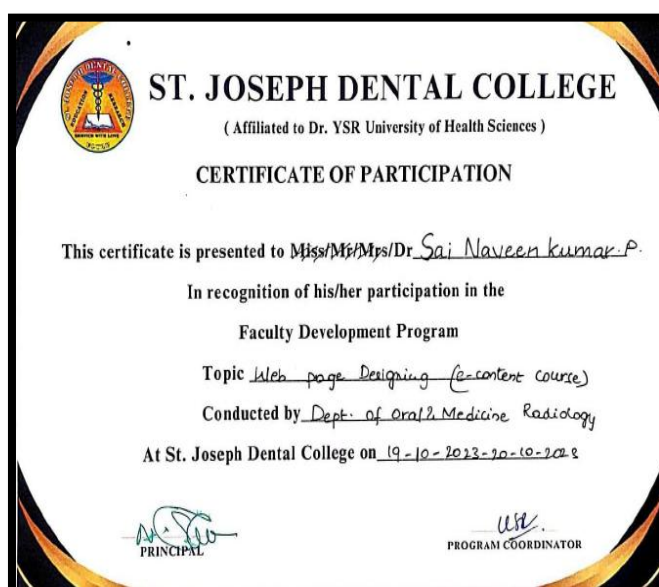 ST. JOSEPH DENTAL COLLEGE
( Affiliated to Dr. YSR University of Health Sciences )
CERTIFICATE OF PARTICIPATION
This certificate is presented to Miss/Mr/Mrs/Dr Sai Naveen kumar.P.
In recognition of his/her participation in the
Faculty Development Program
Topic Web page Designing (e-content course)
Conducted by Dept. of Oral & Medicine Radiology
At St. Joseph Dental College on 19-10-2023-20-10-2023
PRINCIPAL
PROGRAM COORDINATOR